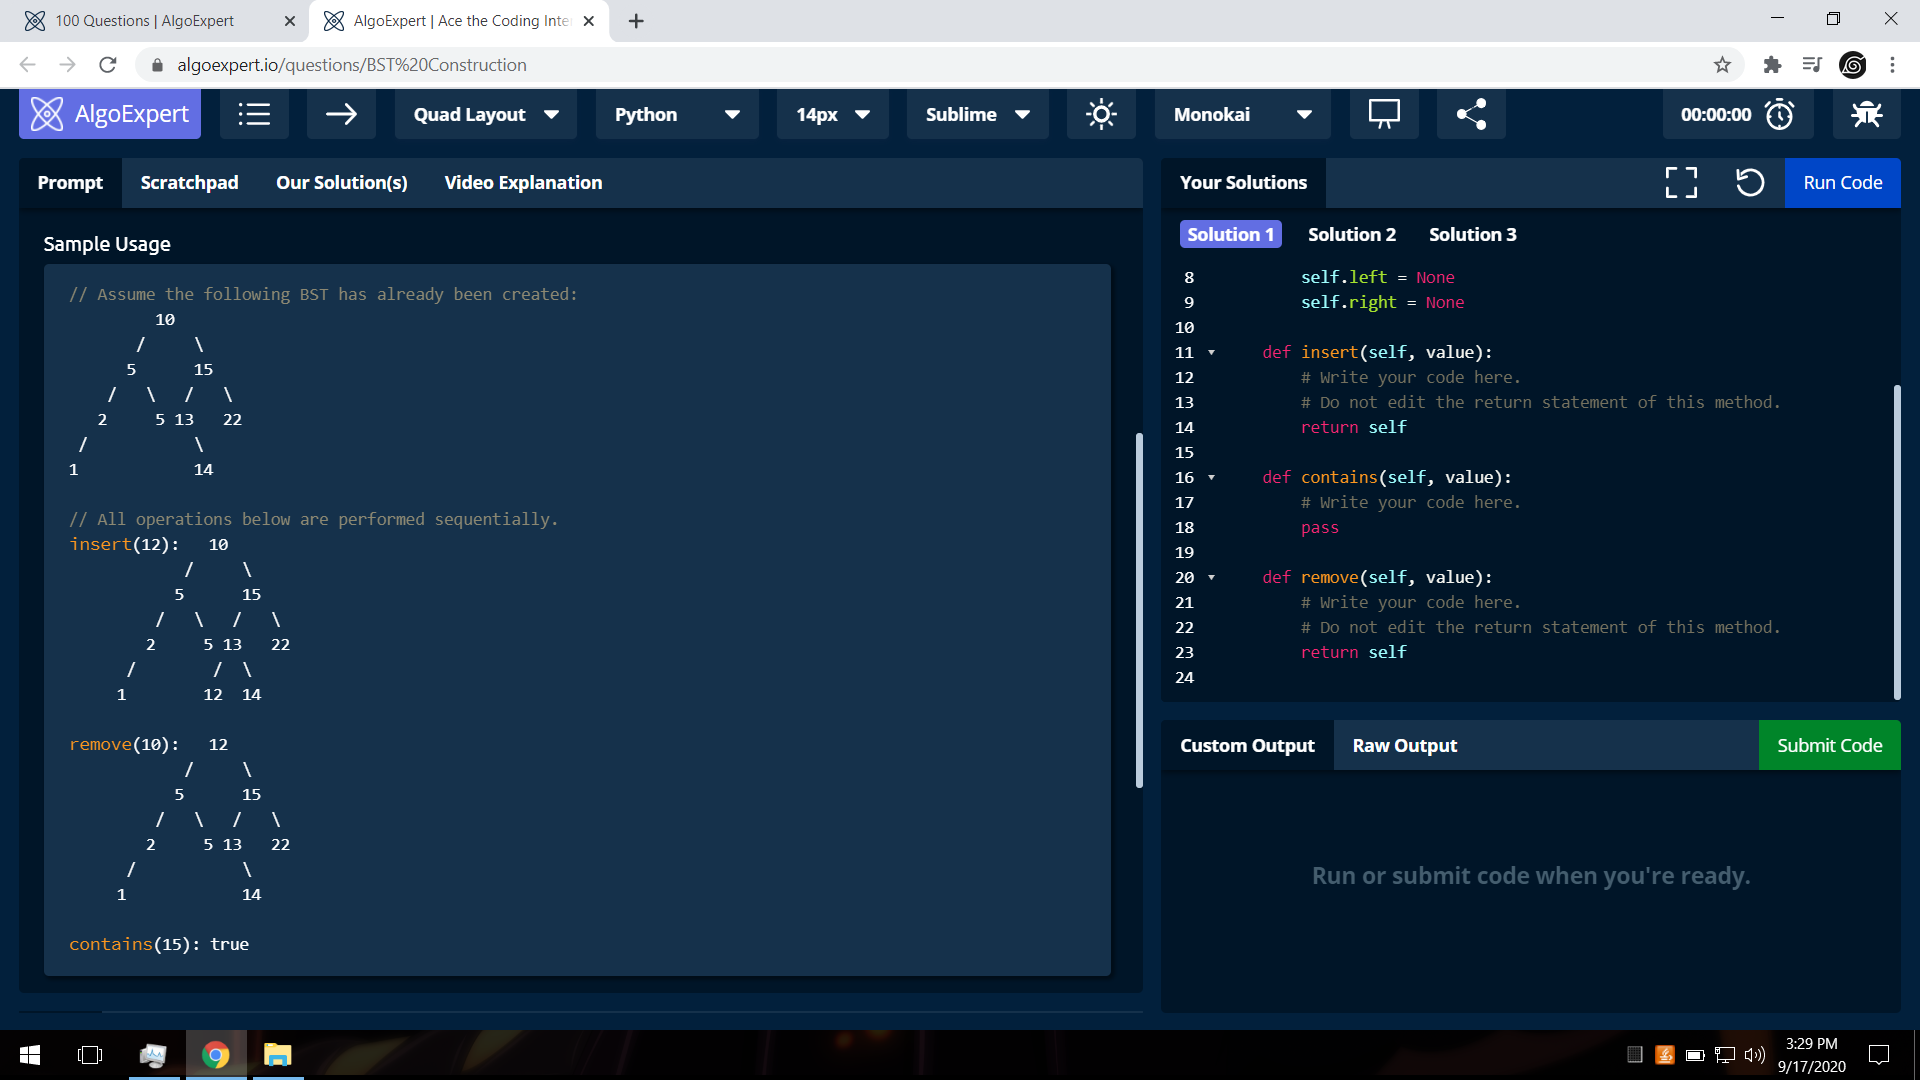 100 Questions | AlgoExpert
AlgoExpert | Ace the Coding Inte
algoexpert.io/questions/BST%20Construction
AlgoExpert
Quad Layout
Python
14px
Sublime
Monokai
00:00:00
Prompt
Scratchpad
Our Solution(s)
Video Explanation
Sample Usage
// Assume the following BST has already been created:
         10
       /     \
      5      15
    /   \   /   \
   2     5 13   22
 /           \
1            14
// All operations below are performed sequentially.
insert(12):   10
            /     \
           5      15
         /   \   /   \
        2     5 13   22
      /        /  \
     1        12  14
remove(10):   12
            /     \
           5      15
         /   \   /   \
        2     5 13   22
      /           \
     1            14
contains(15): true
Your Solutions
Run Code
Solution 1
Solution 2
Solution 3
8         self.left = None
9         self.right = None
10
11     def insert(self, value):
12         # Write your code here.
13         # Do not edit the return statement of this method.
14         return self
15
16     def contains(self, value):
17         # Write your code here.
18         pass
19
20     def remove(self, value):
21         # Write your code here.
22         # Do not edit the return statement of this method.
23         return self
24
Custom Output
Raw Output
Submit Code
Run or submit code when you're ready.
3:29 PM
9/17/2020